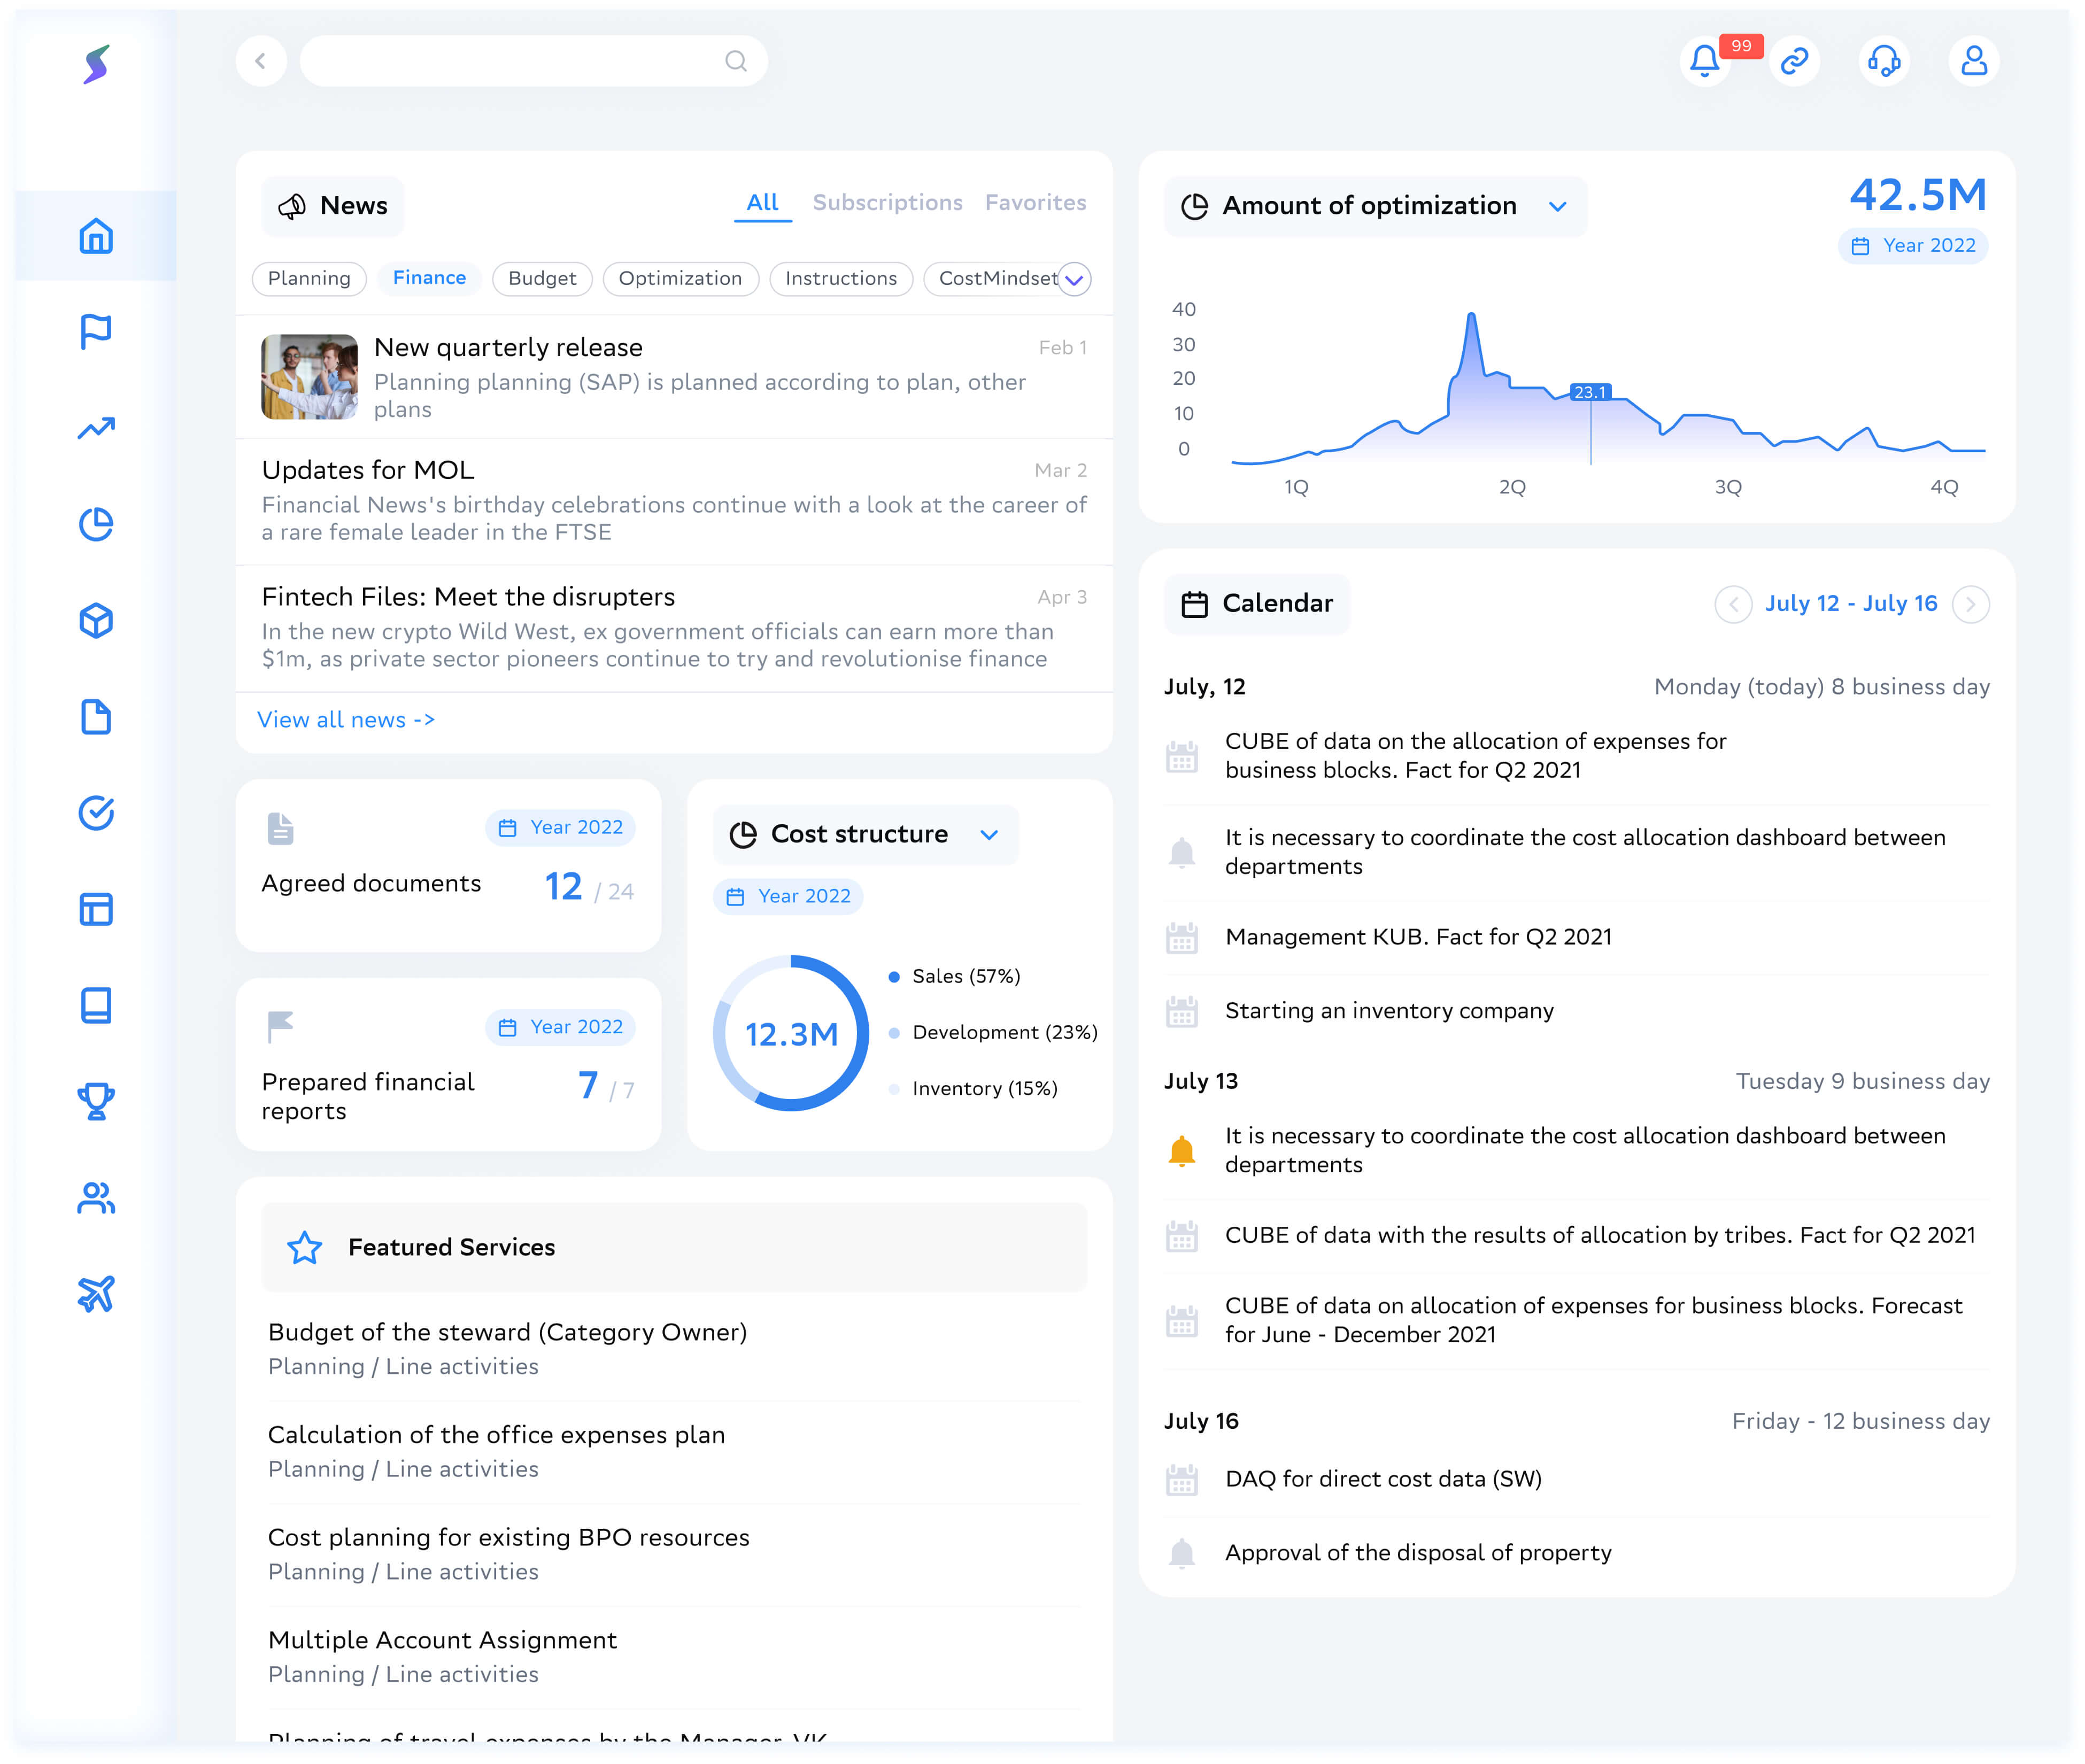 99
News
All
Subscriptions
Favorites
Planning
Finance
Budget
Optimization
Instructions
CostMindset
New quarterly release
Feb 1
Planning planning (SAP) is planned according to plan, other
plans
Updates for MOL
Mar 2
Financial News's birthday celebrations continue with a look at the career of
a rare female leader in the FTSE
Fintech Files: Meet the disrupters
Apr 3
In the new crypto Wild West, ex government officials can earn more than
$1m, as private sector pioneers continue to try and revolutionise finance
View all news ->
Year 2022
Agreed documents
12 / 24
Year 2022
Prepared financial
reports
7 / 7
Cost structure
Year 2022
12.3M
Sales (57%)
Development (23%)
Inventory (15%)
Featured Services
Budget of the steward (Category Owner)
Planning / Line activities
Calculation of the office expenses plan
Planning / Line activities
Cost planning for existing BPO resources
Planning / Line activities
Multiple Account Assignment
Planning / Line activities
Planning of travel expenses by the Manager, VK
Amount of optimization
42.5M
Year 2022
40
30
20
10
0
23.1
1Q
2Q
3Q
4Q
Calendar
July 12 - July 16
July, 12
Monday (today) 8 business day
CUBE of data on the allocation of expenses for
business blocks. Fact for Q2 2021
It is necessary to coordinate the cost allocation dashboard between
departments
Management KUB. Fact for Q2 2021
Starting an inventory company
July 13
Tuesday 9 business day
It is necessary to coordinate the cost allocation dashboard between
departments
CUBE of data with the results of allocation by tribes. Fact for Q2 2021
CUBE of data on allocation of expenses for business blocks. Forecast
for June - December 2021
July 16
Friday - 12 business day
DAQ for direct cost data (SW)
Approval of the disposal of property